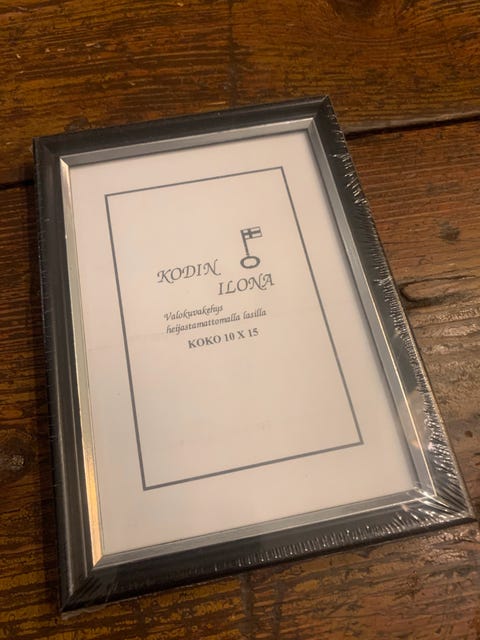 KODIN
ILONA
Valokuvakehys
heijastamattomalla lasilla
KOKO 10 X 15